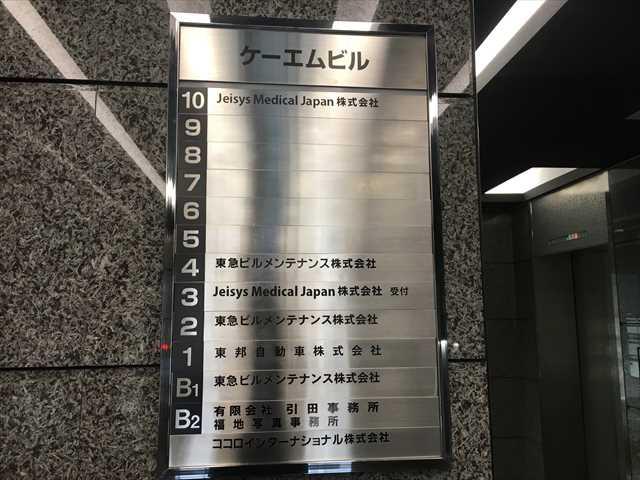 ケーエムビル
10 Jeisys Medical Japan 株式会社
9
8
7
6
5
4 東急ビルメンテナンス株式会社
3 Jeisys Medical Japan 株式会社 受付
2 東急ビルメンテナンス株式会社
1 東邦自動車株式会社
B1 東急ビルメンテナンス株式会社
B2 有限会社 引田事務所
福地写真事務所
ココロインターナショナル株式会社